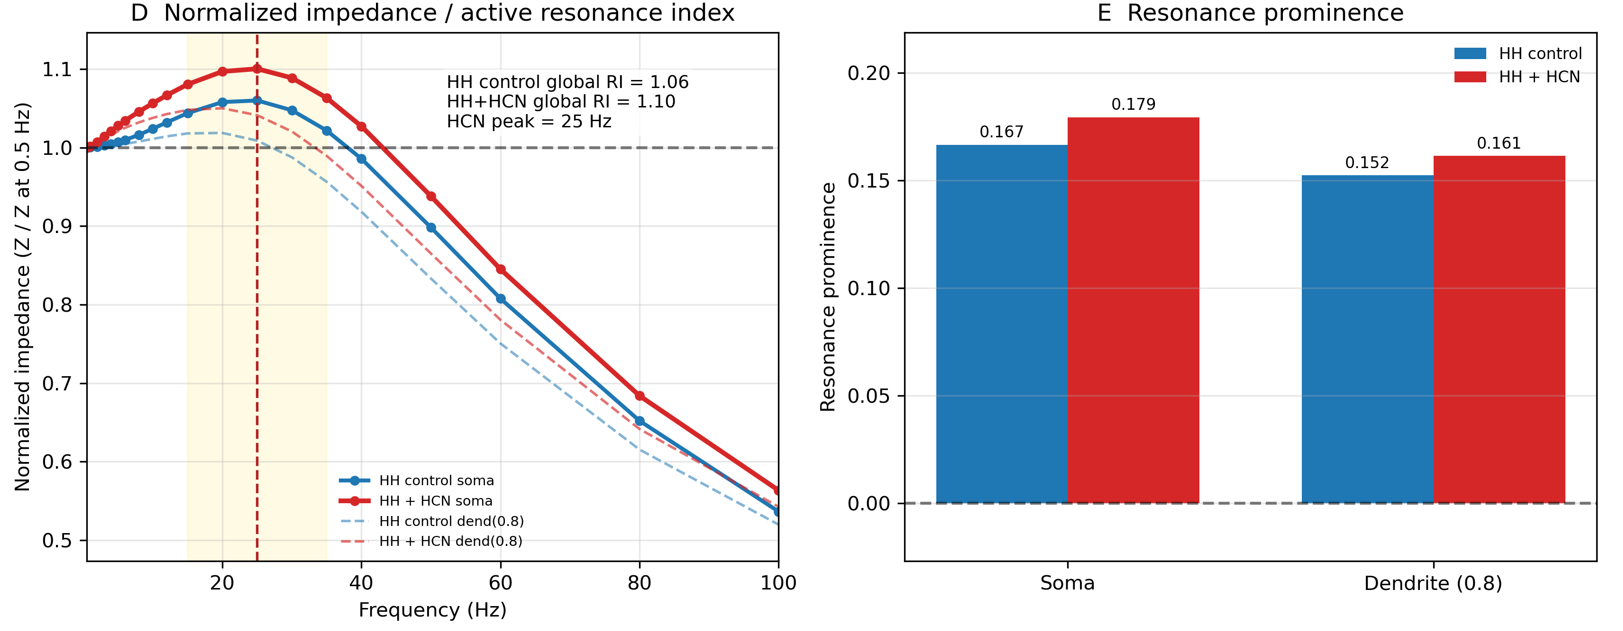 D  Normalized impedance / active resonance index
Normalized impedance (Z / Z at 0.5 Hz)
1.1
1.0
0.9
0.8
0.7
0.6
0.5
HH control global RI = 1.06
HH+HCN global RI = 1.10
HCN peak = 25 Hz
HH control soma
HH + HCN soma
HH control dend(0.8)
HH + HCN dend(0.8)
20 40 60 80 100
Frequency (Hz)
E  Resonance prominence
Resonance prominence
0.20
0.15
0.10
0.05
0.00
HH control
HH + HCN
0.167
0.179
0.152
0.161
Soma
Dendrite (0.8)